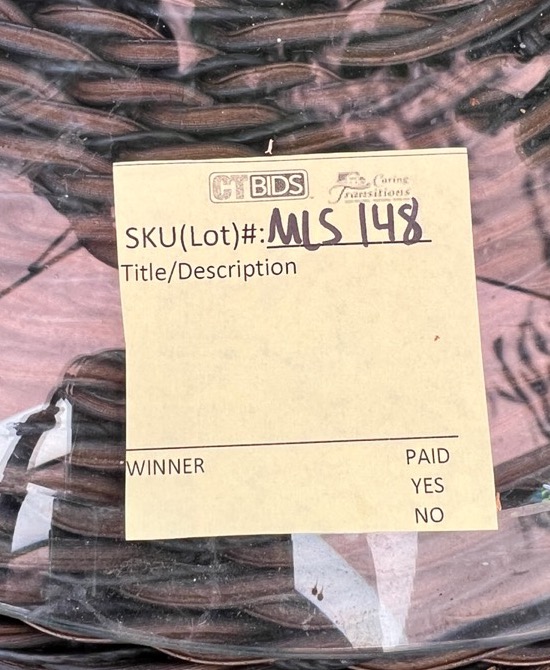 CTBIDS Caring Transitions
SKU(Lot)#: MLS 148
Title/Description
WINNER PAID
YES
NO